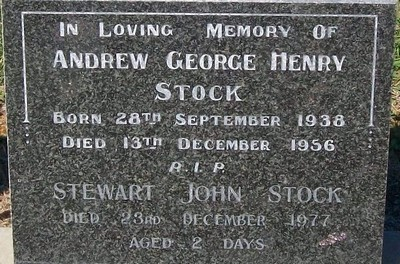 In Loving Memory Of
Andrew George Henry
Stock
Born 28th September 1938
Died 13th December 1956
R.I.P.
Stewart John Stock
Died 23rd December 1977
Aged 2 Days